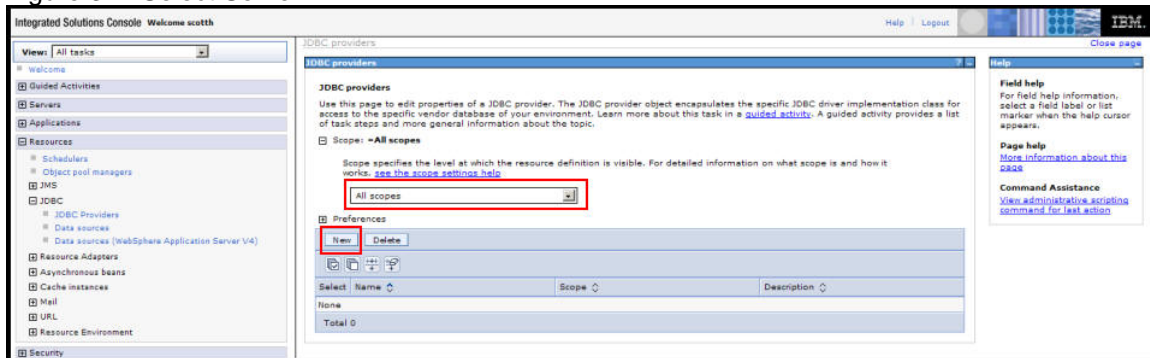 Integrated Solutions Console Welcome scotth
Help | Logout
IBM.
View: All tasks
Welcome
Guided Activities
Servers
Applications
Resources
Schedulers
Object pool managers
JMS
JDBC
JDBC Providers
Data sources
Data sources (WebSphere Application Server V4)
Resource Adapters
Asynchronous beans
Cache instances
Mail
URL
Resource Environment
Security
JDBC providers
Close page
JDBC providers
JDBC providers
Use this page to edit properties of a JDBC provider. The JDBC provider object encapsulates the specific JDBC driver implementation class for
access to the specific vendor database of your environment. Learn more about this task in a guided activity. A guided activity provides a list
of task steps and more general information about the topic.
Scope: =All scopes
Scope specifies the level at which the resource definition is visible. For detailed information on what scope is and how it
works, see the scope settings help
All scopes
Preferences
New Delete
Select Name Scope Description
None
Total 0
Help
Field help
For field help information,
select a field label or list
marker when the help cursor
appears.
Page help
More information about this
page
Command Assistance
View administrative scripting
command for last action